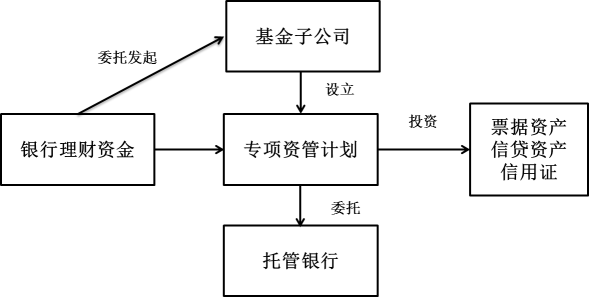 基金子公司
委托发起
设立
银行理财资金
专项资管计划
投资
票据资产
信贷资产
信用证
委托
托管银行